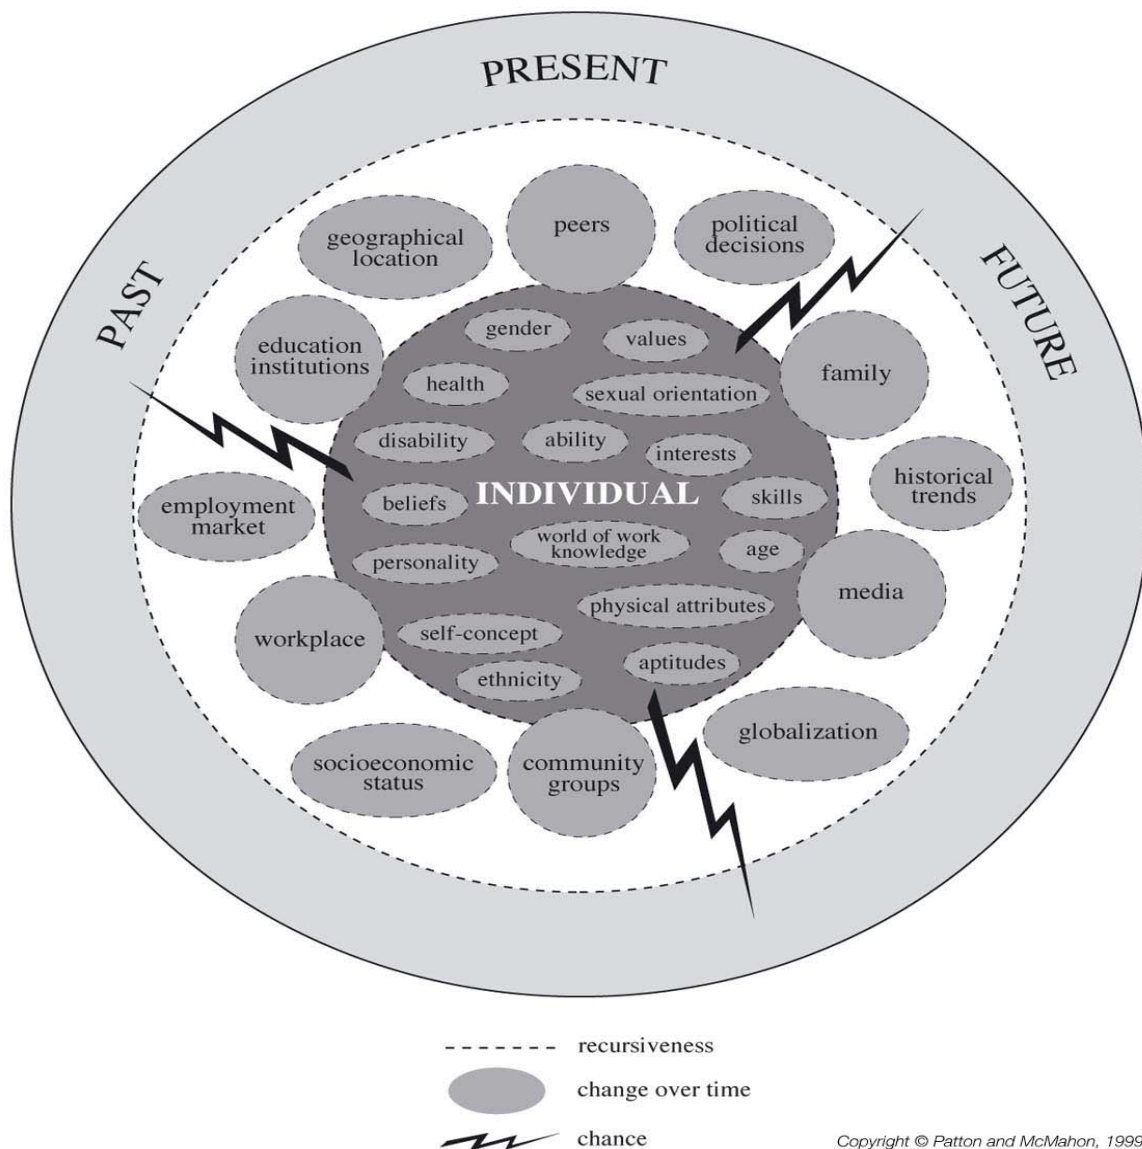 PRESENT
PAST
FUTURE
peers
political
decisions
geographical
location
education
institutions
family
gender
values
health
sexual orientation
disability
ability
interests
historical
trends
employment
market
beliefs
INDIVIDUAL
skills
world of work
knowledge
age
personality
media
physical attributes
workplace
self-concept
aptitudes
ethnicity
globalization
socioeconomic
status
community
groups
recursiveness
change over time
chance
Copyright © Patton and McMahon, 1999